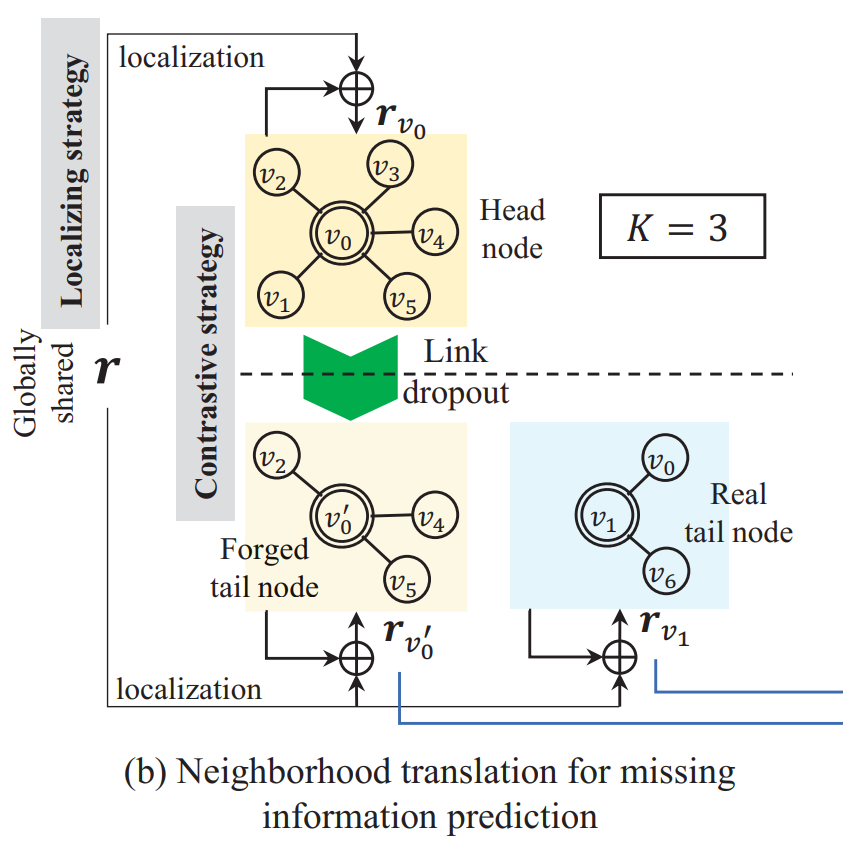 localization
Localizing strategy
r_{v_0}
v_2
v_3
v_0
v_4
v_1
v_5
Head
node
K = 3
Contrastive strategy
Globally
shared
r
Link
dropout
v_2
v_0'
v_4
v_5
Forged
tail node
v_0
v_1
v_6
Real
tail node
r_{v_0'}
r_{v_1}
localization
(b) Neighborhood translation for missing
information prediction